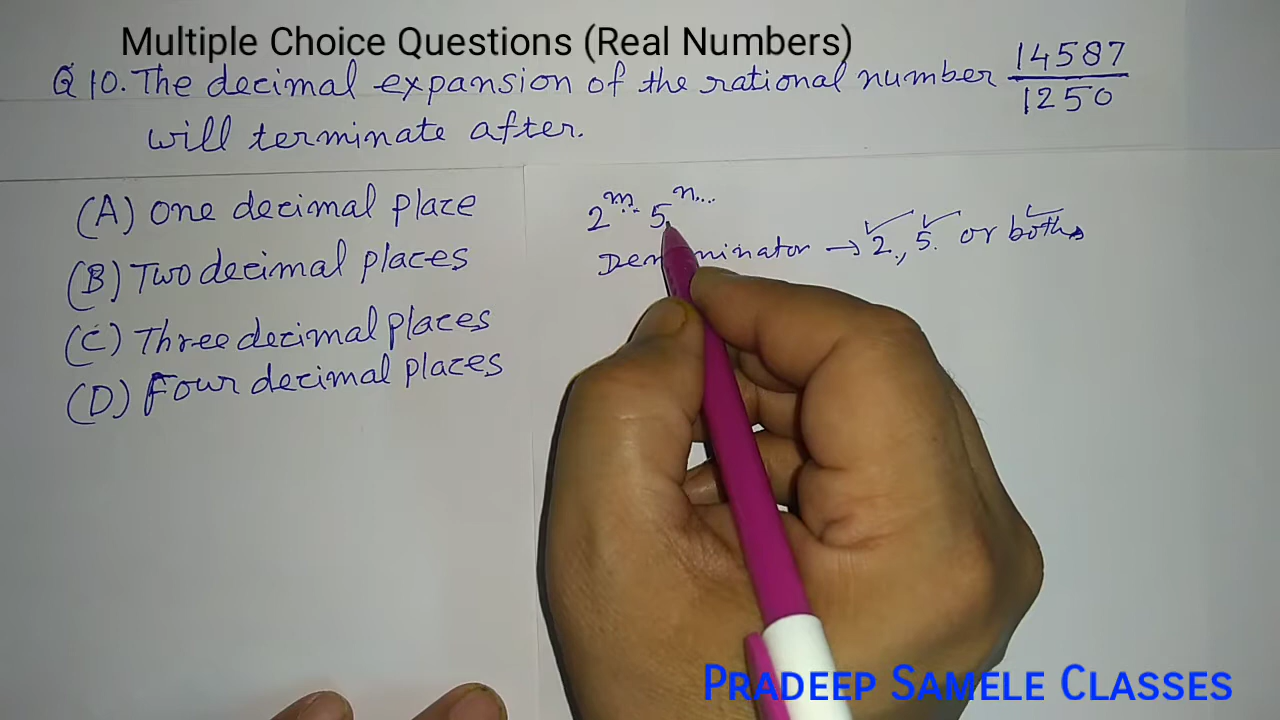 Multiple Choice Questions (Real Numbers)
Q 10. The decimal expansion of the rational number 14587/1250
will terminate after.
(A) One decimal place
(B) Two decimal places
(C) Three decimal places
(D) Four decimal places
2^m... 5^n...
minator → 2, 5. or both
PRADEEP SAMELE CLASSES